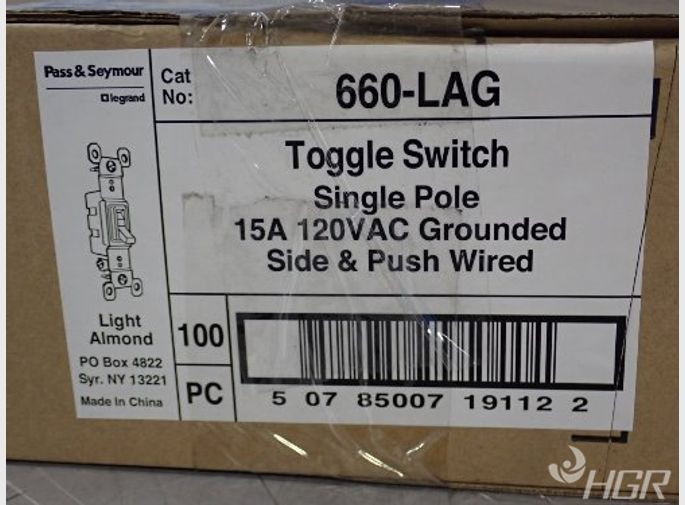 Pass & Seymour
legrand
Cat
No:
660-LAG
Toggle Switch
Single Pole
15A 120VAC Grounded
Side & Push Wired
Light
Almond
PO Box 4822
Syr. NY 13221
Made In China
100
PC
5 07 85007 19112 2
HGR